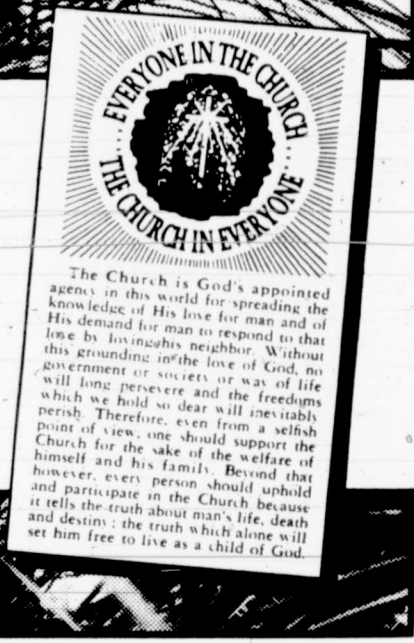 EVERYONE IN THE CHURCH
THE CHURCH IN EVERYONE
The Church is God's appointed
agency in this world for spreading the
knowledge of His love for man and of
His demand for man to respond to that
love by loving his neighbor. Without
this grounding in the love of God, no
government or society or way of life
will long persevere and the freedoms
which we hold so dear will inevitably
perish. Therefore, even from a selfish
point of view, one should support the
Church for the sake of the welfare of
himself and his family. Beyond that
however, every person should uphold
and participate in the Church because
it tells the truth about man's life, death
and destiny; the truth which alone will
set him free to live as a child of God.